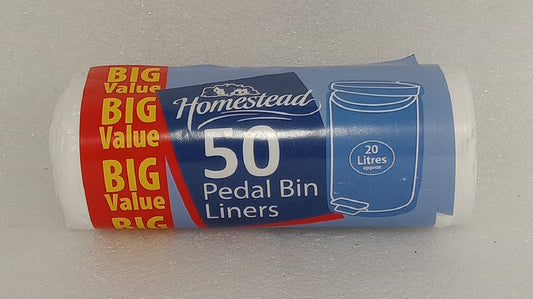 BIG
Value
BIG
Value
BIG
Value
BIG
Homestead
50
Pedal Bin
Liners
20
Litres
approx